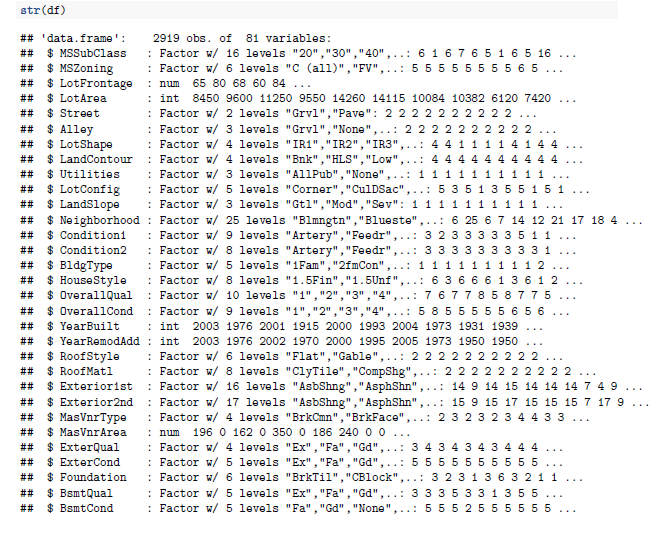 str(df)
## 'data.frame':    2919 obs. of  81 variables:
##  $ MSSubClass   : Factor w/ 16 levels "20","30","40",..: 6 1 6 7 6 5 1 6 5 16 ...
##  $ MSZoning     : Factor w/ 6 levels "C (all)","FV",..: 5 5 5 5 5 5 5 5 6 5 ...
##  $ LotFrontage  : num  65 80 68 60 84 ...
##  $ LotArea      : int  8450 9600 11250 9550 14260 14115 10084 10382 6120 7420 ...
##  $ Street       : Factor w/ 2 levels "Grvl","Pave": 2 2 2 2 2 2 2 2 2 2 ...
##  $ Alley        : Factor w/ 3 levels "Grvl","None",..: 2 2 2 2 2 2 2 2 2 2 ...
##  $ LotShape     : Factor w/ 4 levels "IR1","IR2","IR3",..: 4 4 1 1 1 1 4 1 4 4 ...
##  $ LandContour  : Factor w/ 4 levels "Bnk","HLS","Low",..: 4 4 4 4 4 4 4 4 4 4 ...
##  $ Utilities    : Factor w/ 3 levels "AllPub","None",..: 1 1 1 1 1 1 1 1 1 1 ...
##  $ LotConfig    : Factor w/ 5 levels "Corner","CulDSac",..: 5 3 5 1 3 5 5 1 5 1 ...
##  $ LandSlope    : Factor w/ 3 levels "Gtl","Mod","Sev": 1 1 1 1 1 1 1 1 1 1 ...
##  $ Neighborhood : Factor w/ 25 levels "Blmngtn","Blueste",..: 6 25 6 7 14 12 21 17 18 4 ...
##  $ Condition1   : Factor w/ 9 levels "Artery","Feedr",..: 3 2 3 3 3 3 3 5 1 1 ...
##  $ Condition2   : Factor w/ 8 levels "Artery","Feedr",..: 3 3 3 3 3 3 3 3 3 1 ...
##  $ BldgType     : Factor w/ 5 levels "1Fam","2fmCon",..: 1 1 1 1 1 1 1 1 1 2 ...
##  $ HouseStyle   : Factor w/ 8 levels "1.5Fin","1.5Unf",..: 6 3 6 6 6 1 3 6 1 2 ...
##  $ OverallQual  : Factor w/ 10 levels "1","2","3","4",..: 7 6 7 7 8 5 8 7 7 5 ...
##  $ OverallCond  : Factor w/ 9 levels "1","2","3","4",..: 5 8 5 5 5 5 5 6 5 6 ...
##  $ YearBuilt    : int  2003 1976 2001 1915 2000 1993 2004 1973 1931 1939 ...
##  $ YearRemodAdd : int  2003 1976 2002 1970 2000 1995 2005 1973 1950 1950 ...
##  $ RoofStyle    : Factor w/ 6 levels "Flat","Gable",..: 2 2 2 2 2 2 2 2 2 2 ...
##  $ RoofMatl     : Factor w/ 8 levels "ClyTile","CompShg",..: 2 2 2 2 2 2 2 2 2 2 ...
##  $ Exterior1st  : Factor w/ 16 levels "AsbShng","AsphShn",..: 14 9 14 15 14 14 14 7 4 9 ...
##  $ Exterior2nd  : Factor w/ 17 levels "AsbShng","AsphShn",..: 15 9 15 17 15 15 15 7 17 9 ...
##  $ MasVnrType   : Factor w/ 4 levels "BrkCmn","BrkFace",..: 2 3 2 3 2 3 4 4 3 3 ...
##  $ MasVnrArea   : num  196 0 162 0 350 0 186 240 0 0 ...
##  $ ExterQual    : Factor w/ 4 levels "Ex","Fa","Gd",..: 3 4 3 4 3 4 3 4 4 4 ...
##  $ ExterCond    : Factor w/ 5 levels "Ex","Fa","Gd",..: 5 5 5 5 5 5 5 5 5 5 ...
##  $ Foundation   : Factor w/ 6 levels "BrkTil","CBlock",..: 3 2 3 1 3 6 3 2 1 1 ...
##  $ BsmtQual     : Factor w/ 5 levels "Ex","Fa","Gd",..: 3 3 3 5 3 3 1 3 5 5 ...
##  $ BsmtCond     : Factor w/ 5 levels "Fa","Gd","None",..: 5 5 5 2 5 5 5 5 5 5 ...